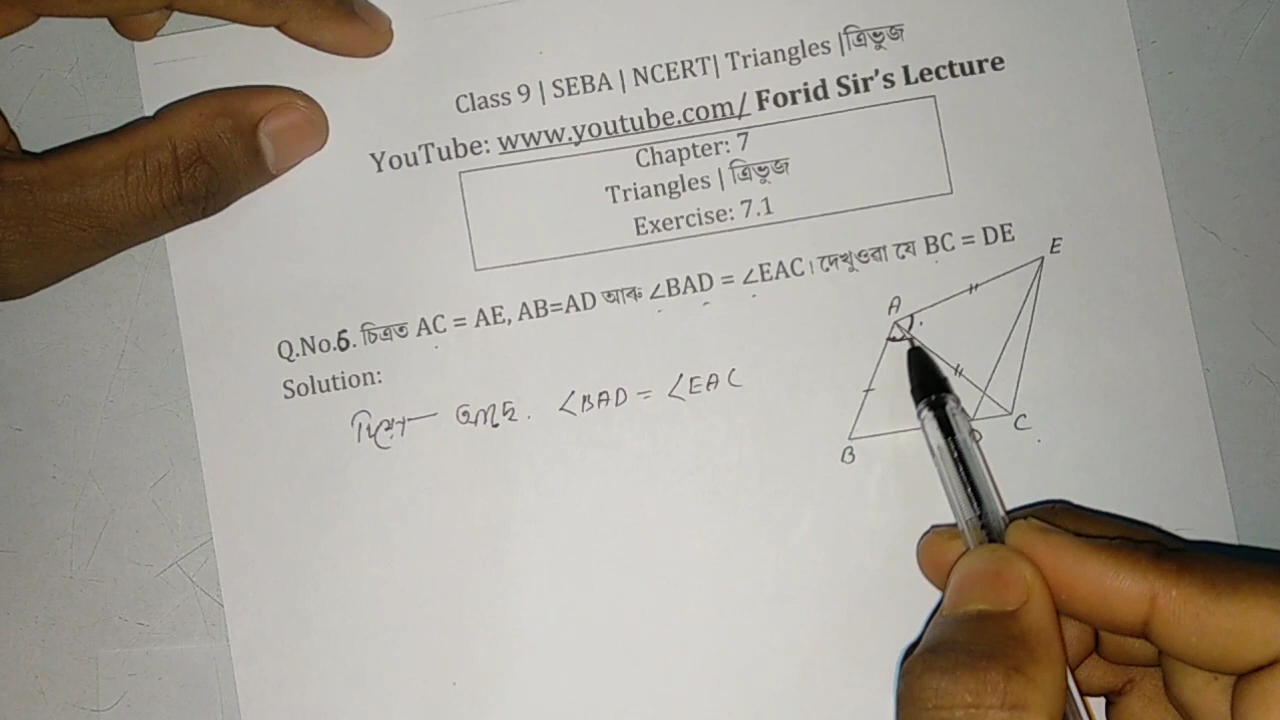 Class 9 | SEBA | NCERT| Triangles |ত্ৰিভূজ
YouTube: www.youtube.com/ Forid Sir's Lecture
Chapter: 7
Triangles | ত্ৰিভূজ
Exercise: 7.1
Q.No.6. চিত্ৰত AC = AE, AB=AD আৰু ∠BAD = ∠EAC। দেখুওৱা যে BC = DE
Solution:
দিয়া আছে. ∠BAD = ∠EAC
E
A
B
D
C